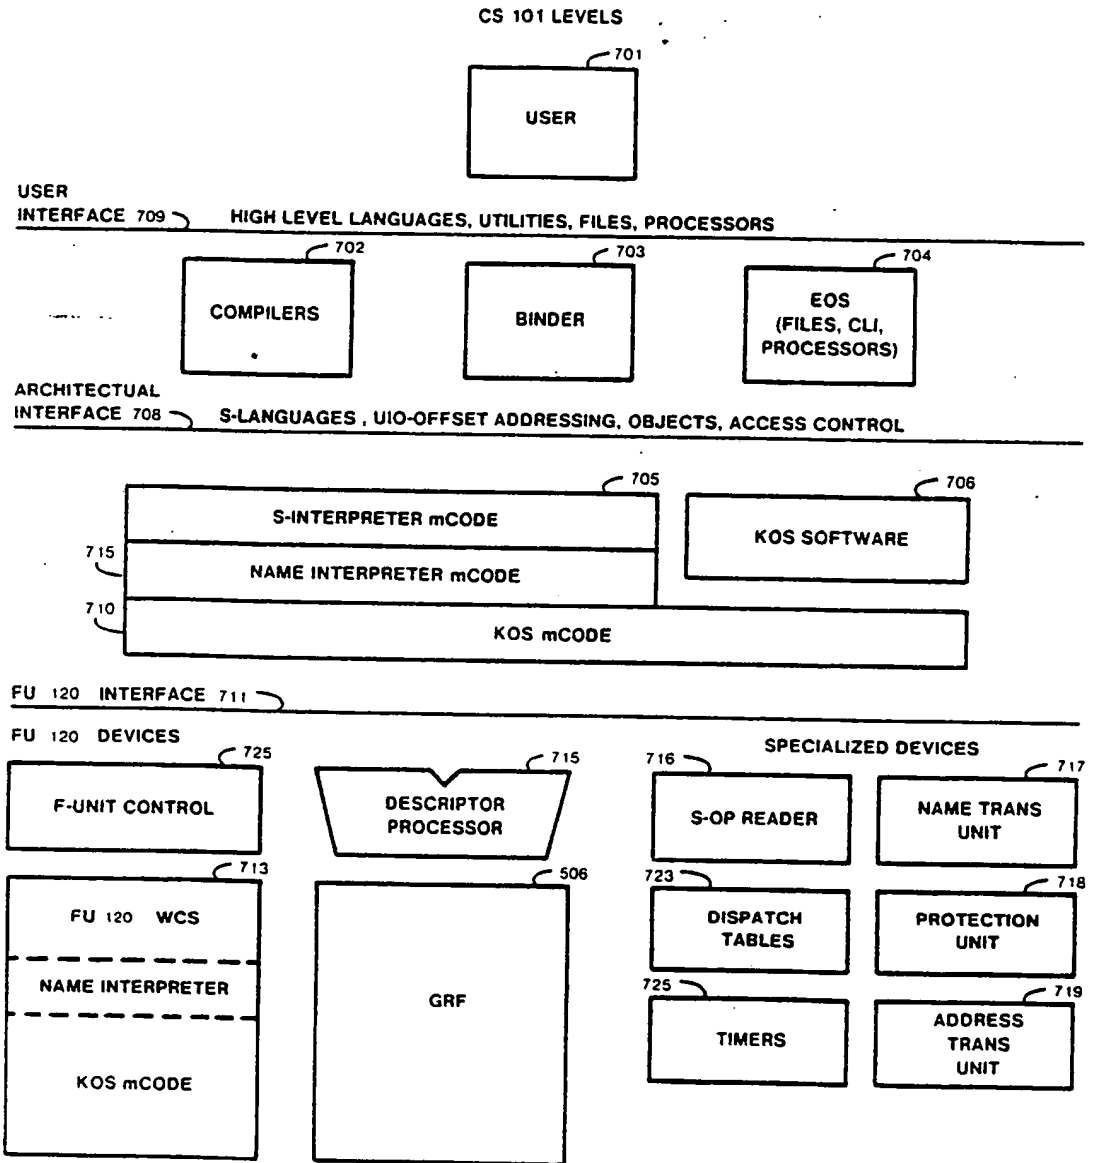 CS 101 LEVELS
701
USER
USER
INTERFACE 709
HIGH LEVEL LANGUAGES, UTILITIES, FILES, PROCESSORS
702
COMPILERS
703
BINDER
704
EOS
(FILES, CLI,
PROCESSORS)
ARCHITECTUAL
INTERFACE 708
S-LANGUAGES , UIO-OFFSET ADDRESSING, OBJECTS, ACCESS CONTROL
705
S-INTERPRETER mCODE
706
KOS SOFTWARE
715
NAME INTERPRETER mCODE
710
KOS mCODE
FU 120 INTERFACE 711
FU 120 DEVICES
SPECIALIZED DEVICES
725
F-UNIT CONTROL
715
DESCRIPTOR
PROCESSOR
716
S-OP READER
717
NAME TRANS
UNIT
713
FU 120 WCS
NAME INTERPRETER
KOS mCODE
506
GRF
723
DISPATCH
TABLES
718
PROTECTION
UNIT
725
TIMERS
719
ADDRESS
TRANS
UNIT